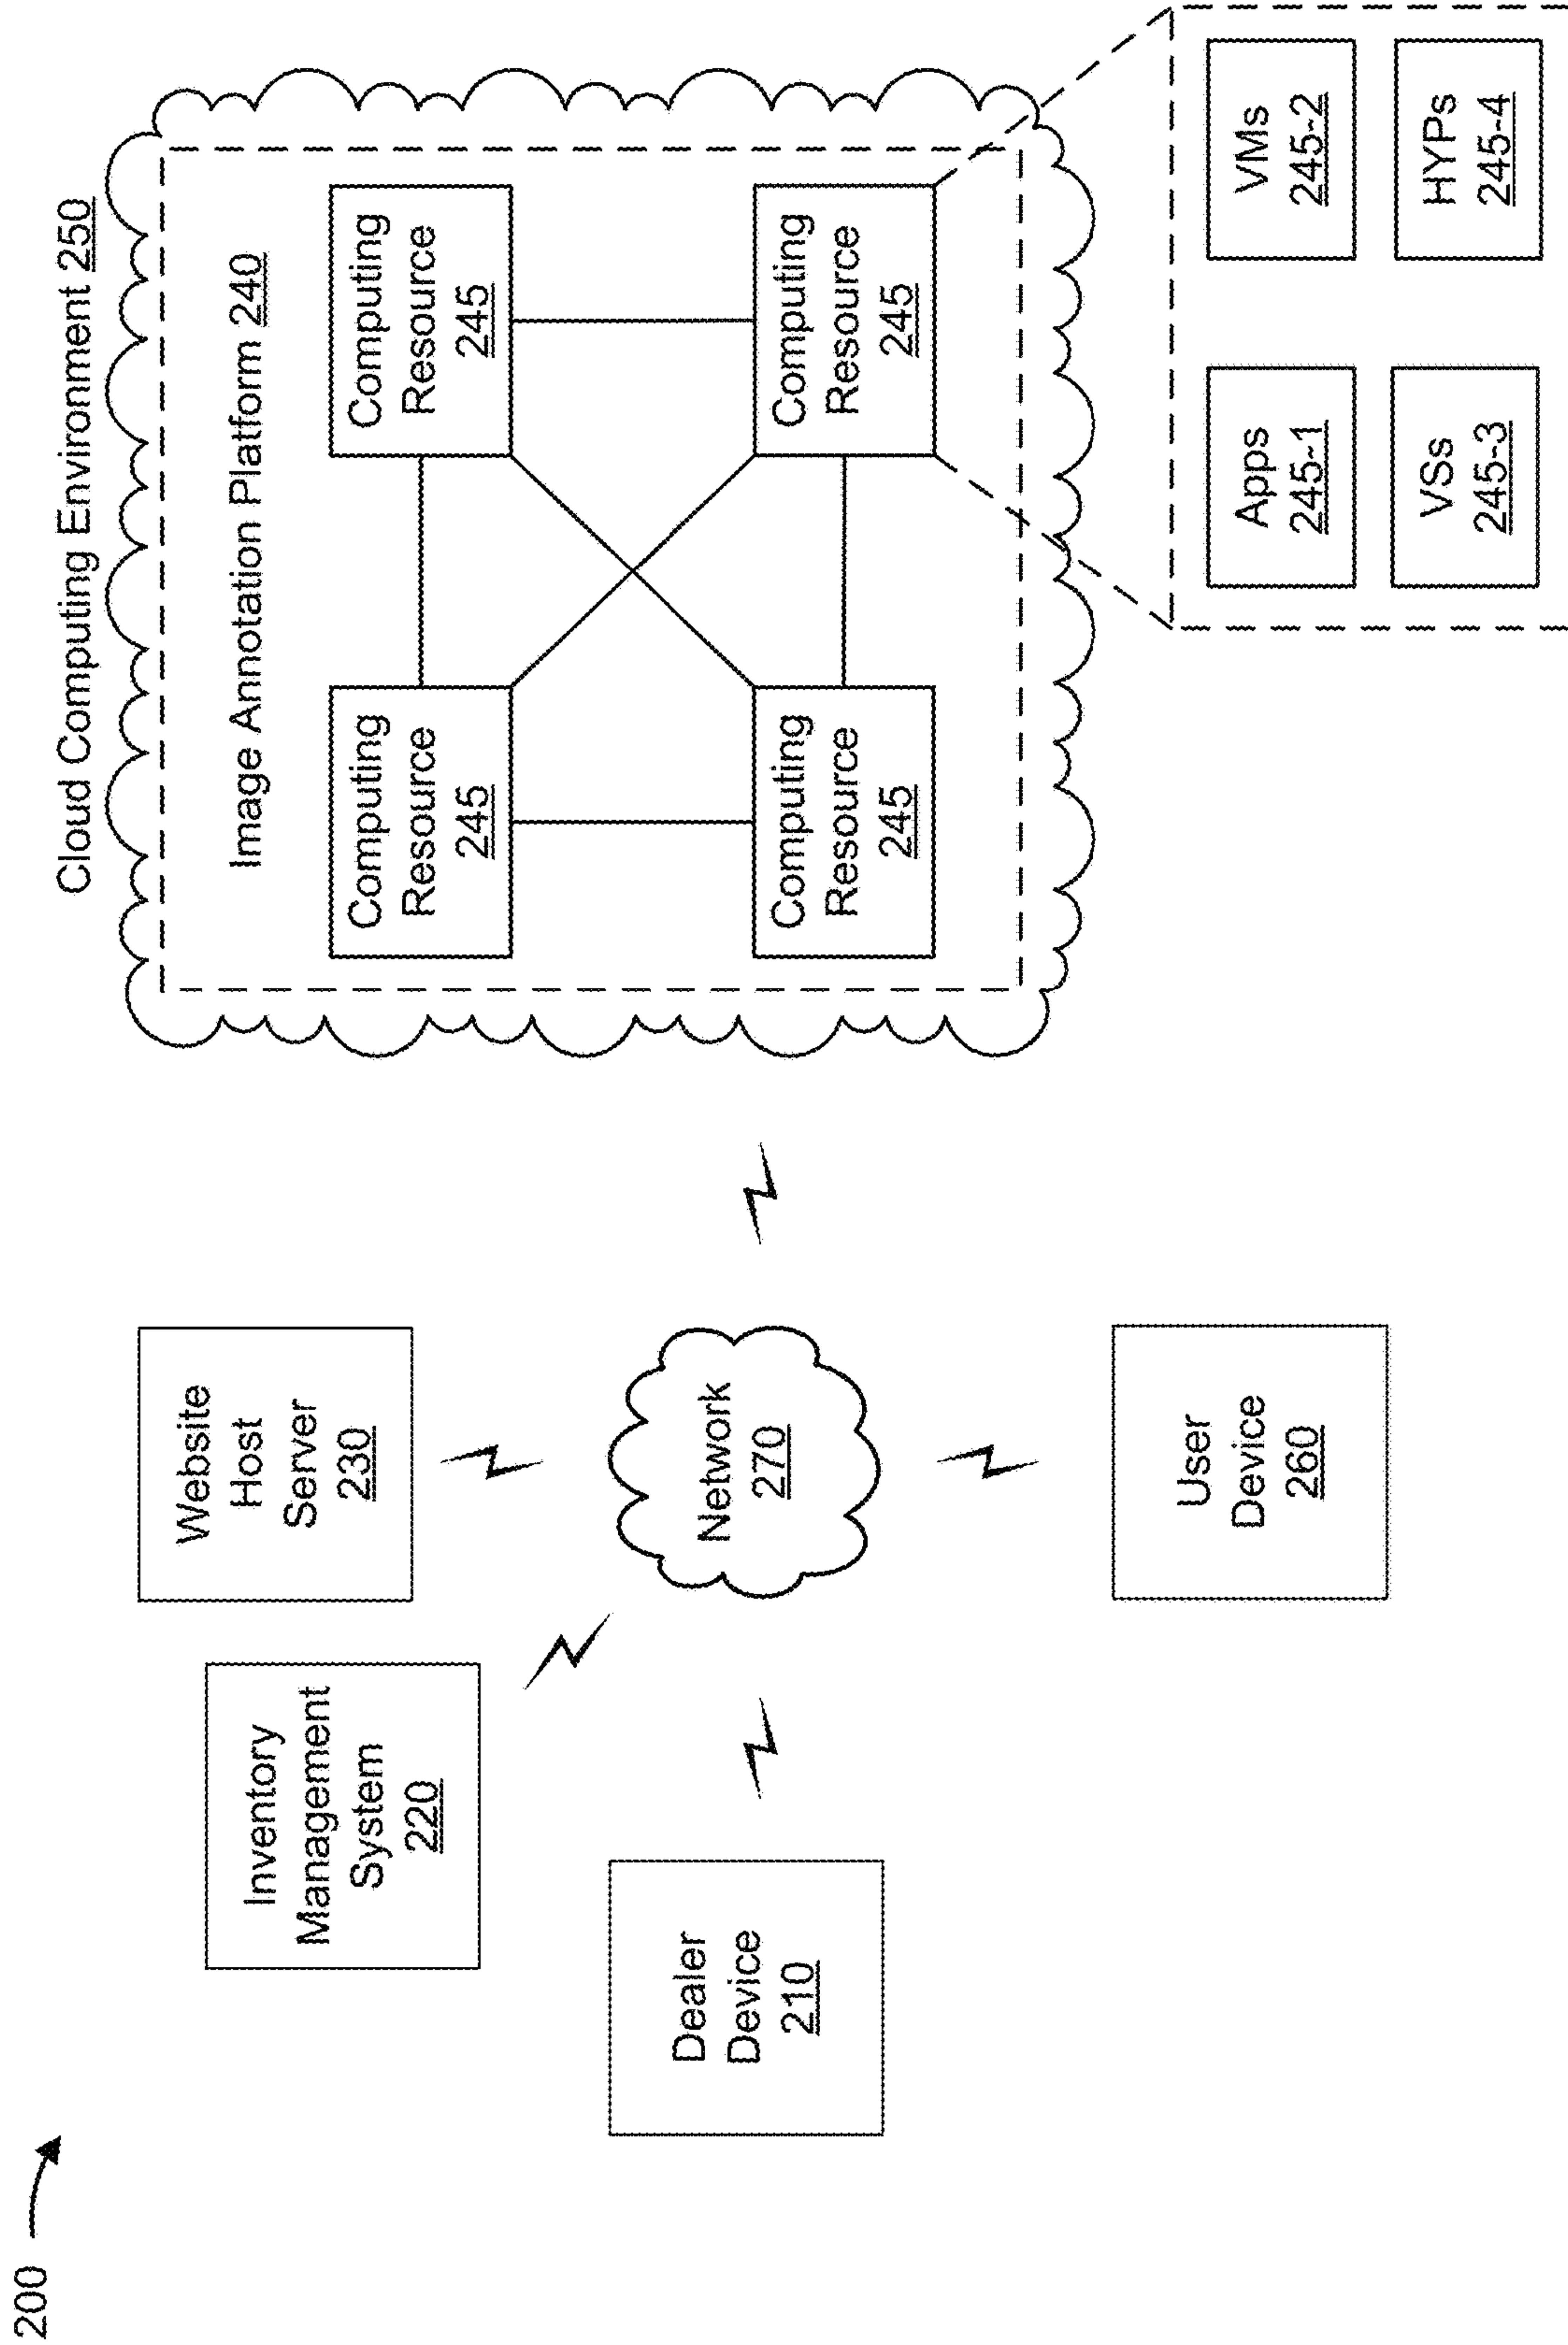 200
Cloud Computing Environment 250
Image Annotation Platform 240
Computing
Resource
245
Computing
Resource
245
Computing
Resource
245
Computing
Resource
245
Website
Host
Server
230
Inventory
Management
System
220
Network
270
Dealer
Device
210
User
Device
260
Apps
245-1
VMs
245-2
VSs
245-3
HYPs
245-4